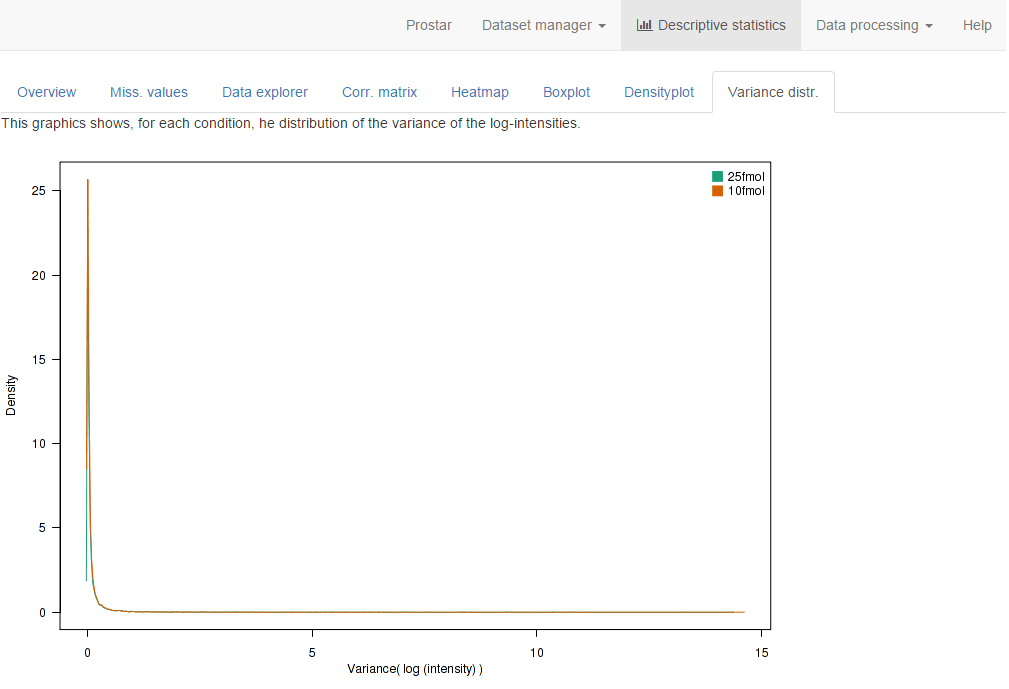 Prostar Dataset manager Descriptive statistics Data processing Help
Overview Miss. values Data explorer Corr. matrix Heatmap Boxplot Densityplot Variance distr.
This graphics shows, for each condition, he distribution of the variance of the log-intensities.
25fmol
10fmol
25
20
15
10
5
0
Density
0 5 10 15
Variance( log (intensity) )